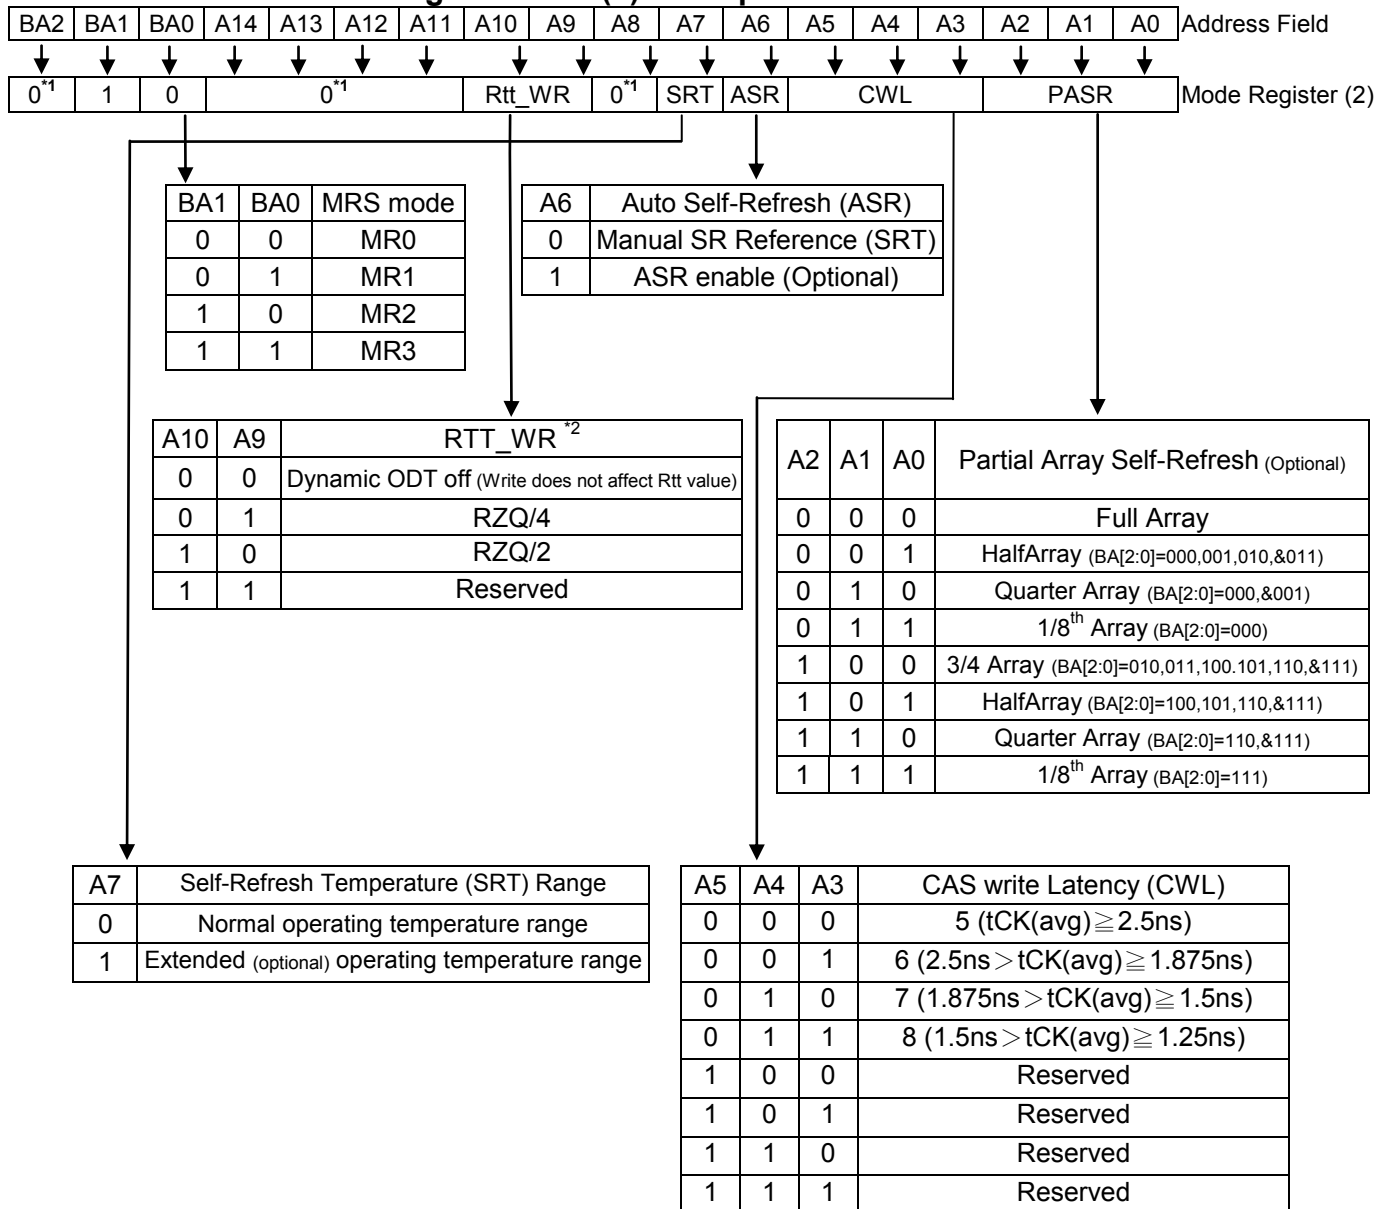 BA2 BA1 BA0 A14 A13 A12 A11 A10 A9 A8 A7 A6 A5 A4 A3 A2 A1 A0 Address Field
0*1 1 0 0*1 Rtt_WR 0*1 SRT ASR CWL PASR Mode Register (2)
BA1 BA0 MRS mode
0 0 MR0
0 1 MR1
1 0 MR2
1 1 MR3
A6 Auto Self-Refresh (ASR)
0 Manual SR Reference (SRT)
1 ASR enable (Optional)
A10 A9 RTT_WR *2
0 0 Dynamic ODT off (Write does not affect Rtt value)
0 1 RZQ/4
1 0 RZQ/2
1 1 Reserved
A2 A1 A0 Partial Array Self-Refresh (Optional)
0 0 0 Full Array
0 0 1 HalfArray (BA[2:0]=000,001,010,&011)
0 1 0 Quarter Array (BA[2:0]=000,&001)
0 1 1 1/8th Array (BA[2:0]=000)
1 0 0 3/4 Array (BA[2:0]=010,011,100.101,110,&111)
1 0 1 HalfArray (BA[2:0]=100,101,110,&111)
1 1 0 Quarter Array (BA[2:0]=110,&111)
1 1 1 1/8th Array (BA[2:0]=111)
A7 Self-Refresh Temperature (SRT) Range
0 Normal operating temperature range
1 Extended (optional) operating temperature range
A5 A4 A3 CAS write Latency (CWL)
0 0 0 5 (tCK(avg)≧2.5ns)
0 0 1 6 (2.5ns＞tCK(avg)≧1.875ns)
0 1 0 7 (1.875ns＞tCK(avg)≧1.5ns)
0 1 1 8 (1.5ns＞tCK(avg)≧1.25ns)
1 0 0 Reserved
1 0 1 Reserved
1 1 0 Reserved
1 1 1 Reserved